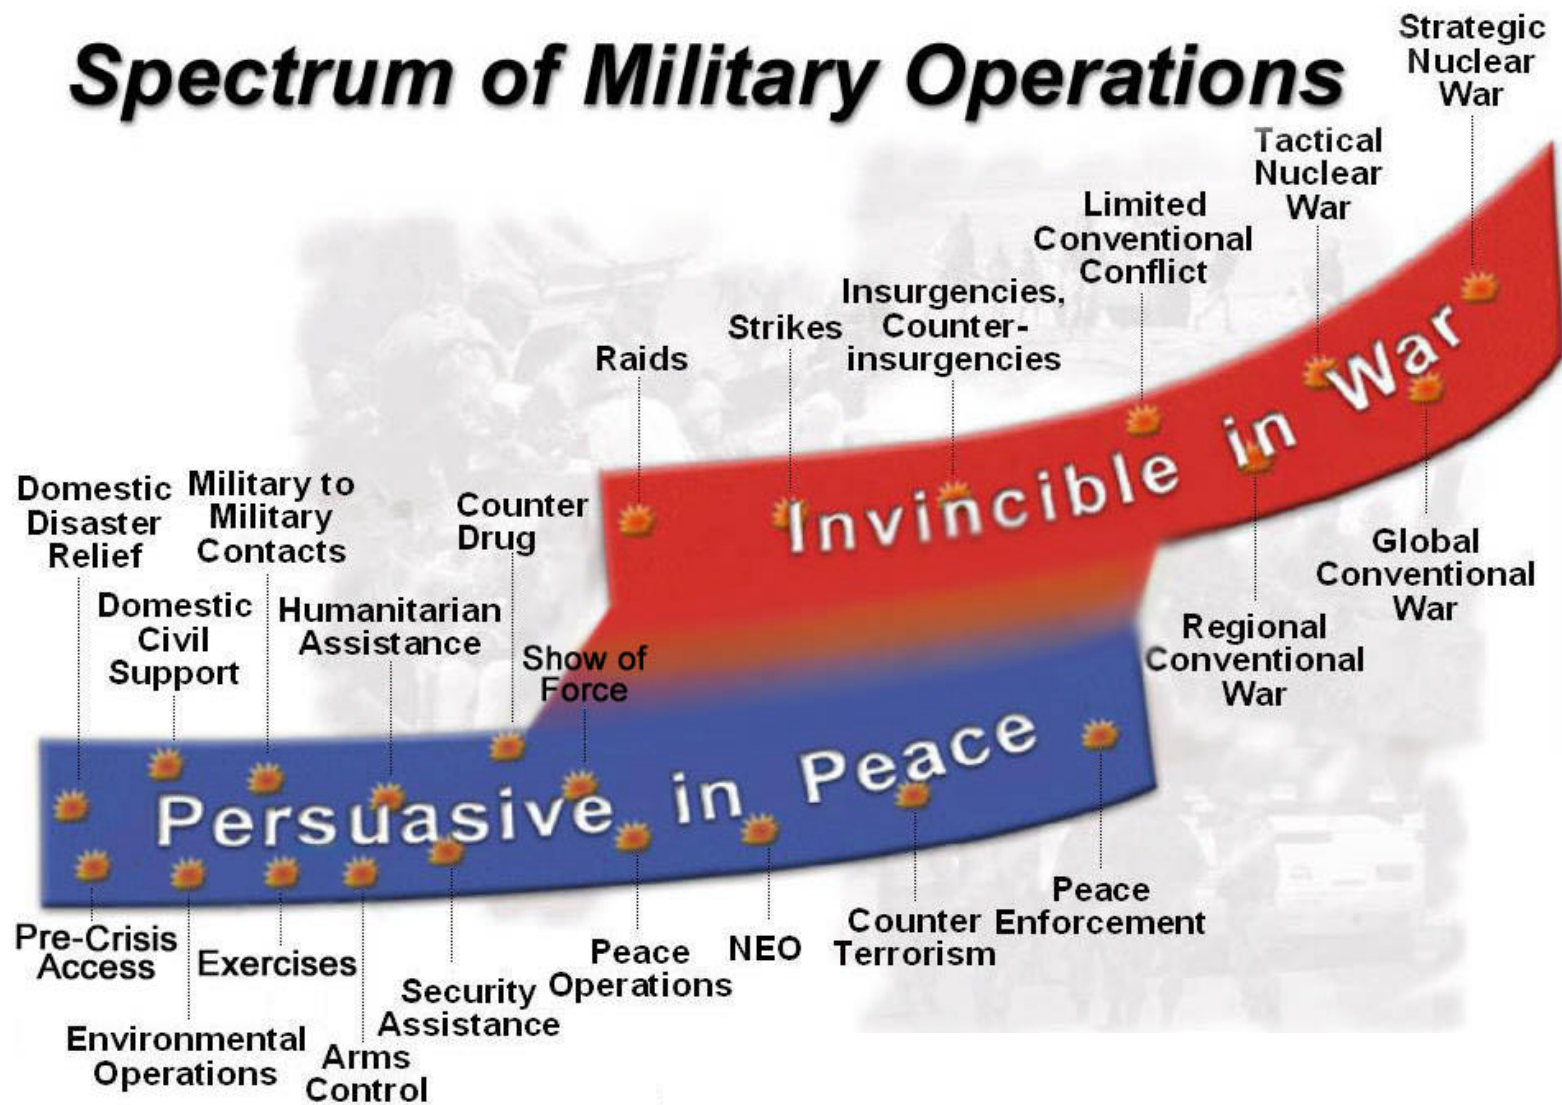 Spectrum of Military Operations
Strategic
Nuclear
War
Tactical
Nuclear
War
Limited
Conventional
Conflict
Insurgencies,
Counter-
insurgencies
Strikes
Raids
Domestic
Disaster
Relief
Military to
Military
Contacts
Counter
Drug
Domestic
Civil
Support
Humanitarian
Assistance
Show of
Force
Invincible in War
Global
Conventional
War
Regional
Conventional
War
Persuasive in Peace
Pre-Crisis
Access
Environmental
Operations
Exercises
Arms
Control
Security
Assistance
Peace
Operations
NEO
Counter
Terrorism
Peace
Enforcement